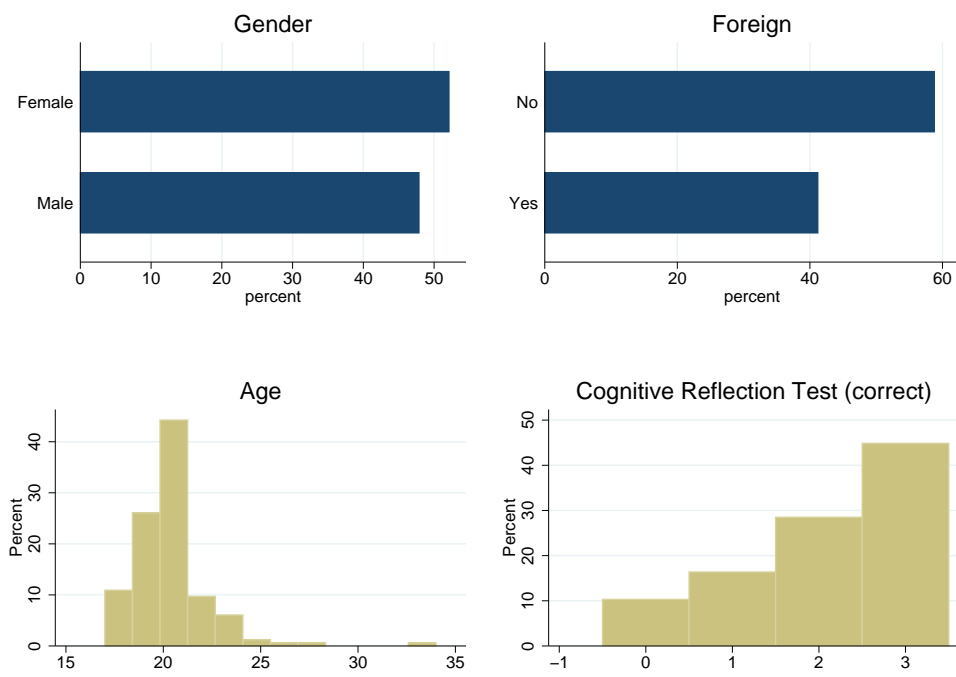 Gender
Female
Male
0 10 20 30 40 50
percent
Foreign
No
Yes
0 20 40 60
percent
Age
Percent
40
30
20
10
0
15 20 25 30 35
Cognitive Reflection Test (correct)
Percent
50
40
30
20
10
0
−1 0 1 2 3